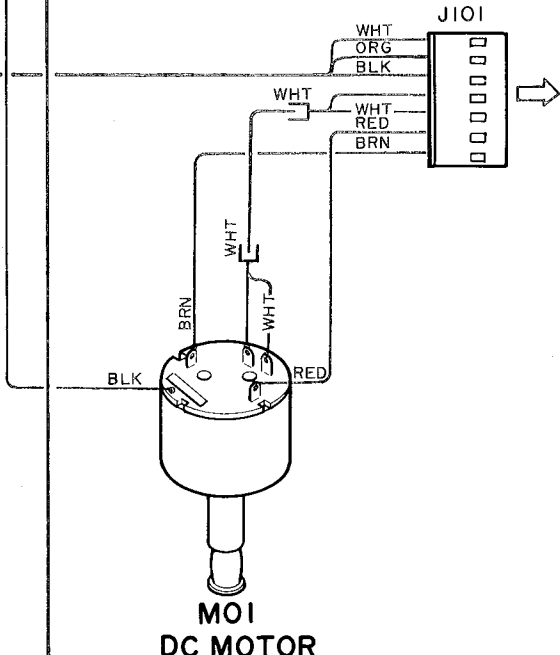 J101
WHT
ORG
BLK
WHT
WHT
RED
BRN
WHT
BRN
WHT
BLK
RED
M01
DC MOTOR